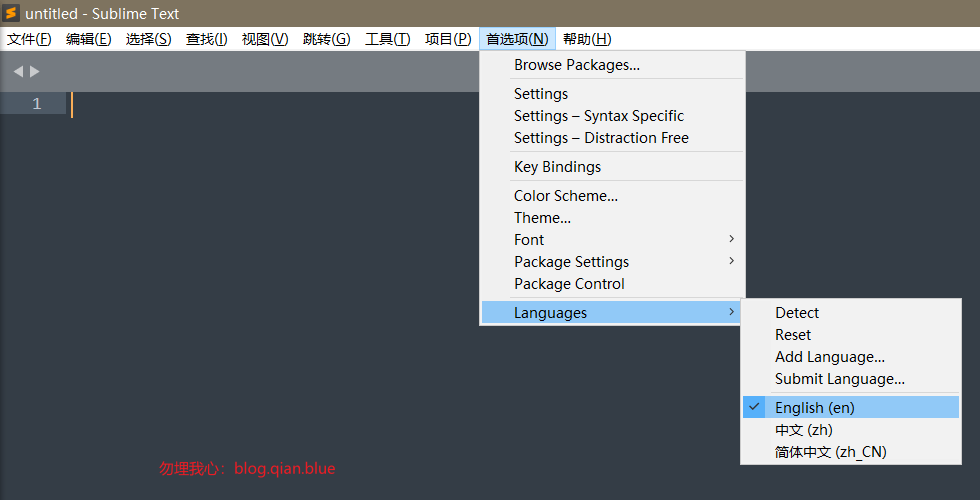 untitled - Sublime Text
文件(F) 编辑(E) 选择(S) 查找(I) 视图(V) 跳转(G) 工具(T) 项目(P) 首选项(N) 帮助(H)
Browse Packages...
1
Settings
Settings – Syntax Specific
Settings – Distraction Free
Key Bindings
Color Scheme...
Theme...
Font
Package Settings
Package Control
Languages
Detect
Reset
Add Language...
Submit Language...
English (en)
中文 (zh)
简体中文 (zh_CN)
勿埋我心：blog.qian.blue